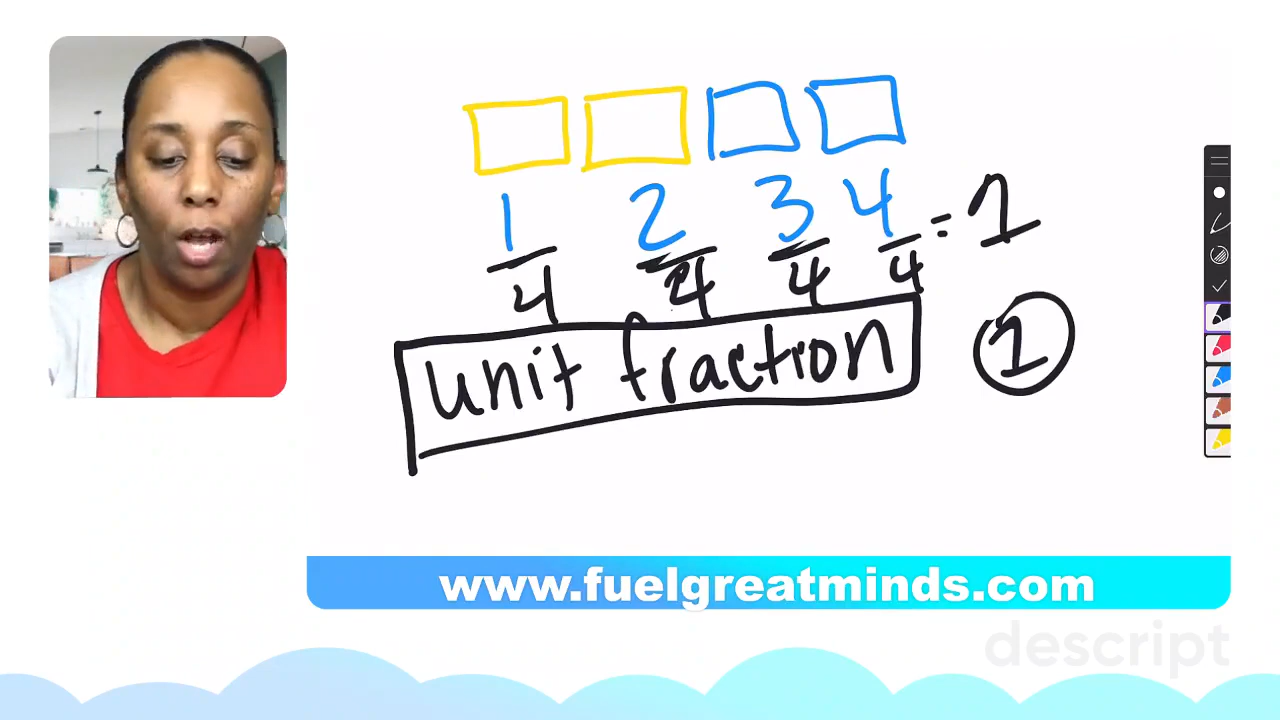 1/4 2/4 3/4 4/4 = 1
unit fraction 1
www.fuelgreatminds.com
descript